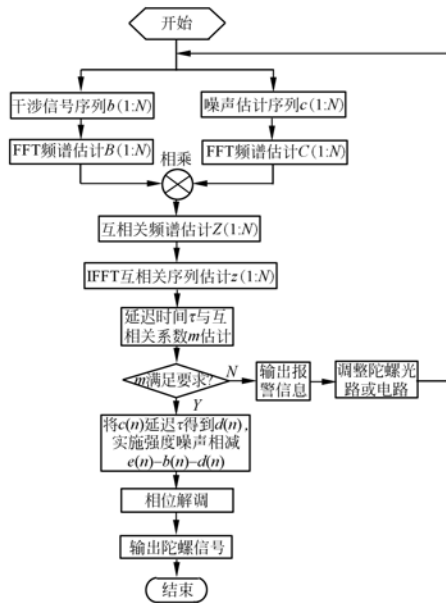 开始
干涉信号序列b(1:N)
噪声估计序列c(1:N)
FFT频谱估计B(1:N)
FFT频谱估计C(1:N)
相乘
互相关频谱估计Z(1:N)
IFFT互相关序列估计z(1:N)
延迟时间τ与互
相关系数m估计
m满足要求?
N
输出报
警信息
调整陀螺光
路或电路
Y
将c(n)延迟τ得到d(n),
实施强度噪声相减
e(n)-b(n)-d(n)
相位解调
输出陀螺信号
结束